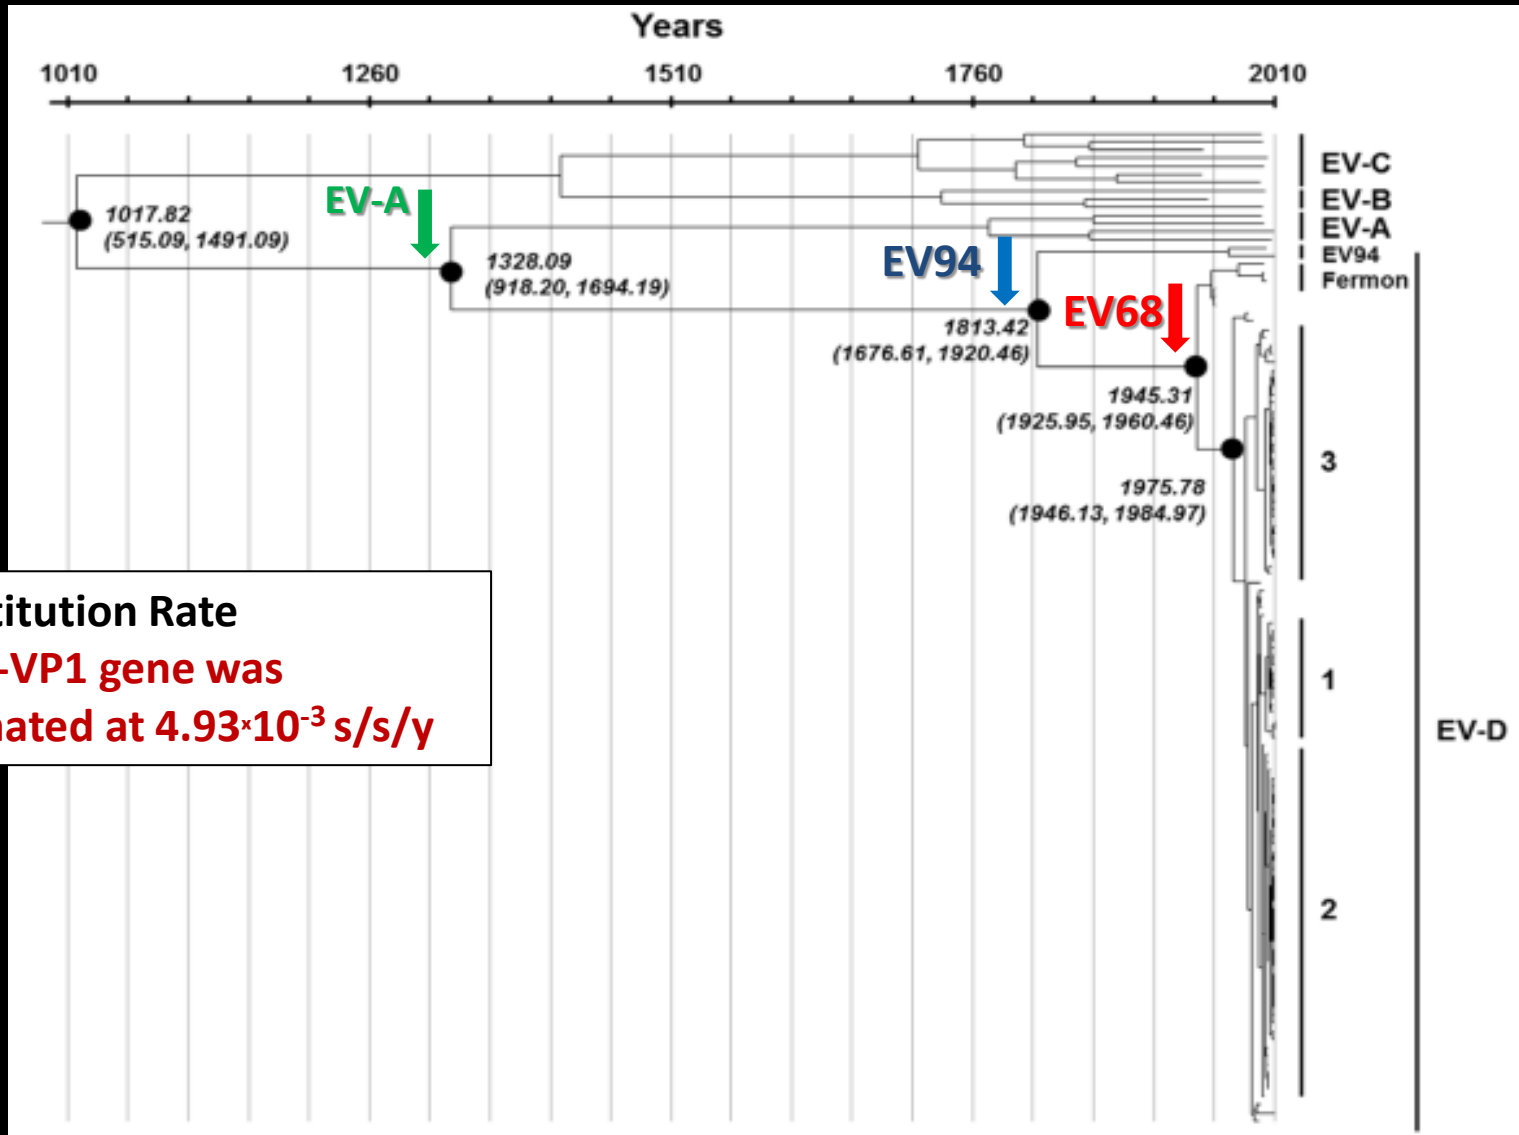 Years
1010 1260 1510 1760 2010
EV-C
EV-B
EV-A
EV-A
1017.82
(515.09, 1491.09)
EV94
1328.09
(918.20, 1694.19)
EV94
Fermon
EV68
1813.42
(1676.61, 1920.46)
1945.31
(1925.95, 1960.46)
3
1975.78
(1946.13, 1984.97)
titution Rate
-VP1 gene was
nated at 4.93×10⁻³ s/s/y
1
EV-D
2